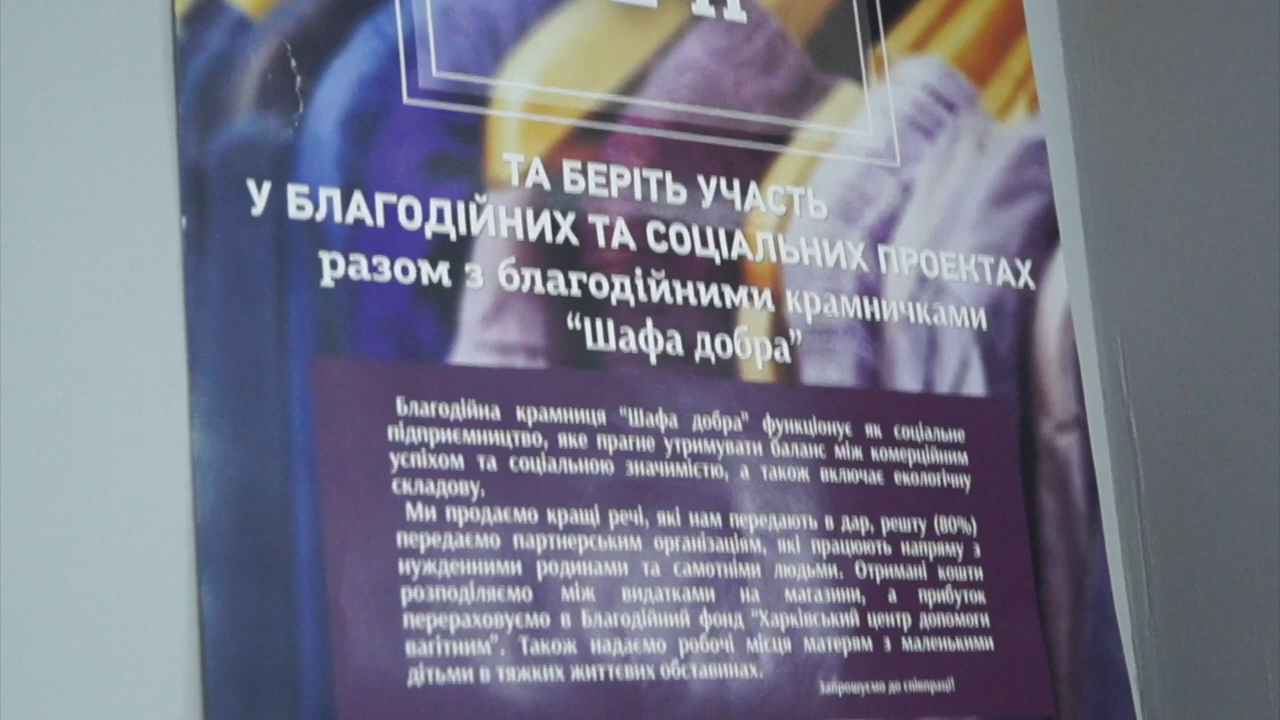 ТА БЕРІТЬ УЧАСТЬ
У БЛАГОДІЙНИХ ТА СОЦІАЛЬНИХ ПРОЕКТАХ
разом з благодійними крамничками
“Шафа добра”
Благодійна крамниця "Шафа добра" функціонує як соціальне
підприємництво, яке прагне утримувати баланс між комерційним
успіхом та соціальною значимістю, а також включає екологічну
складову.
Ми продаємо кращі речі, які нам передають в дар, решту (80%)
передаємо партнерським організаціям, які працюють напряму з
нужденними родинами та самотніми людьми. Отримані кошти
розподіляємо між видатками на магазини, а прибуток
перераховуємо в Благодійний фонд "Харківський центр допомоги
вагітним". Також надаємо робочі місця матерям з маленькими
дітьми в тяжких життєвих обставинах.
Запрошуємо до співпраці!